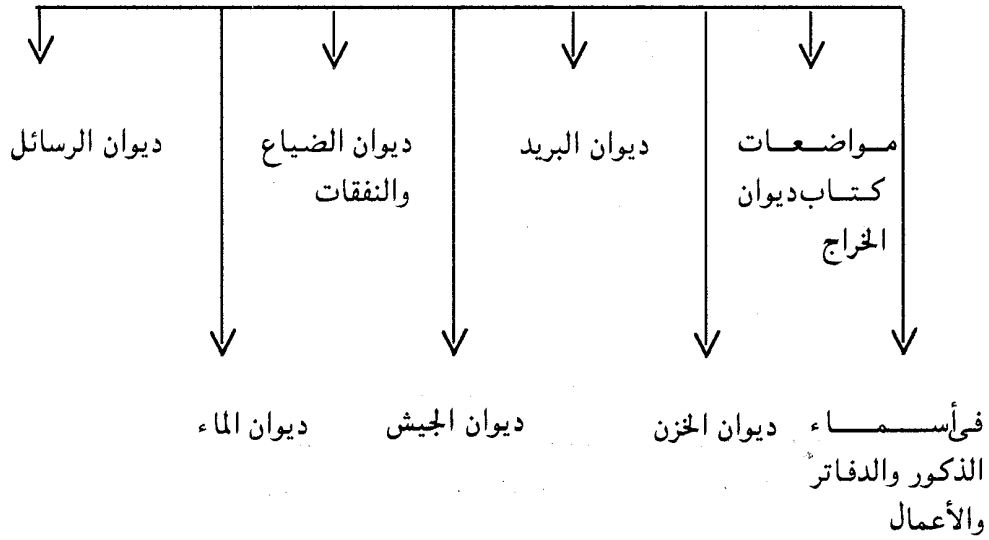 مواضعات
كتاب ديوان
الخراج
ديوان البريد
ديوان الضياع
والنفقات
ديوان الرسائل
في أسماء
الذكور والدفاتر
والأعمال
ديوان الخزن
ديوان الجيش
ديوان الماء